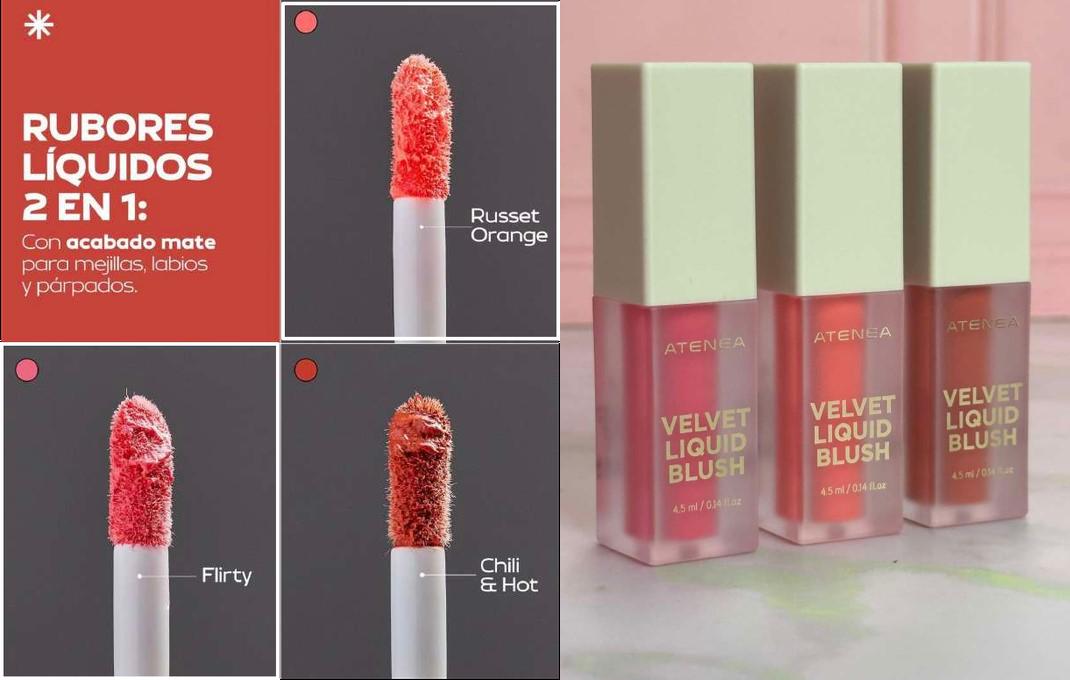 RUBORES
LÍQUIDOS
2 EN 1:
Con acabado mate
para mejillas, labios
y párpados.
Russet
Orange
Flirty
Chili
& Hot
ATENEA
VELVET
LIQUID
BLUSH
4,5 ml / 0.14 fl.oz
ATENEA
VELVET
LIQUID
BLUSH
4,5 ml / 0.14 fl.oz
ATENEA
VELVET
LIQUID
BLUSH
4,5 ml / 0.14 fl.oz